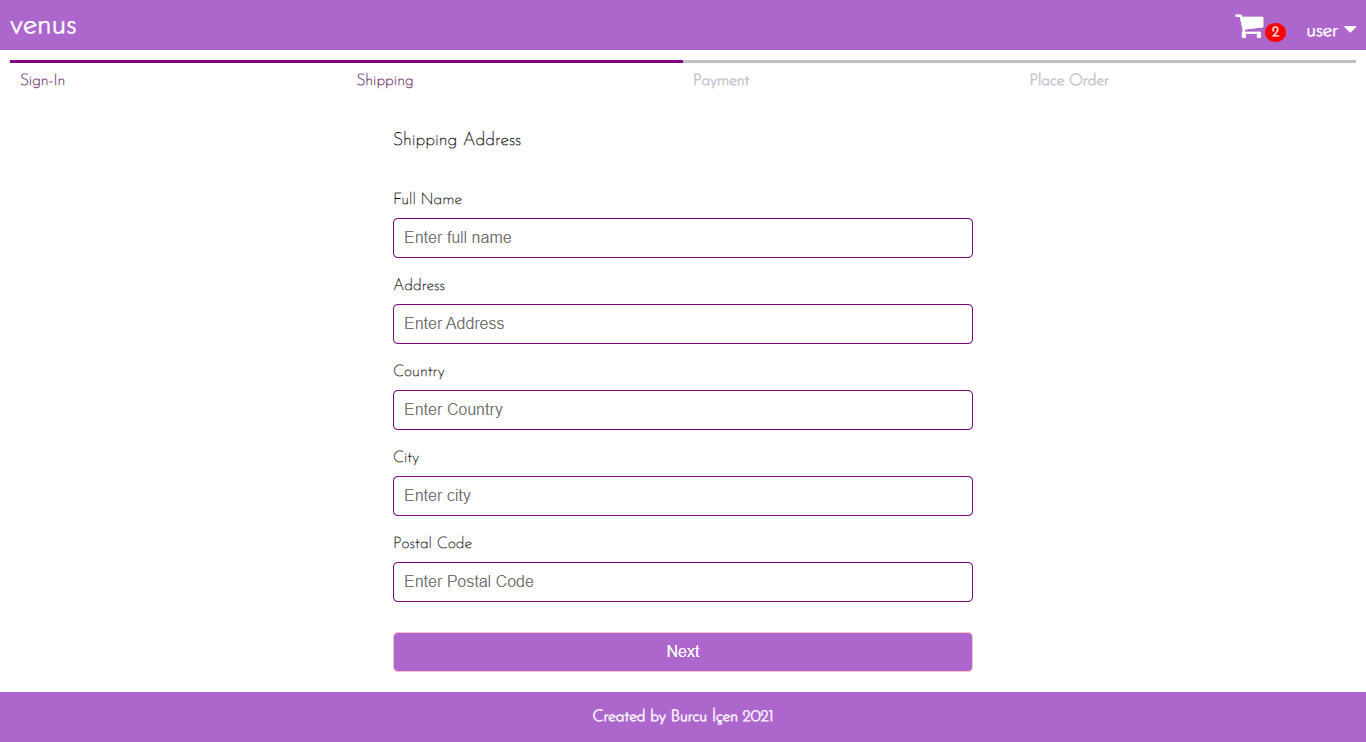 venus
2 user
Sign-In Shipping Payment Place Order
Shipping Address
Full Name
Enter full name
Address
Enter Address
Country
Enter Country
City
Enter city
Postal Code
Enter Postal Code
Next
Created by Burcu İçen 2021